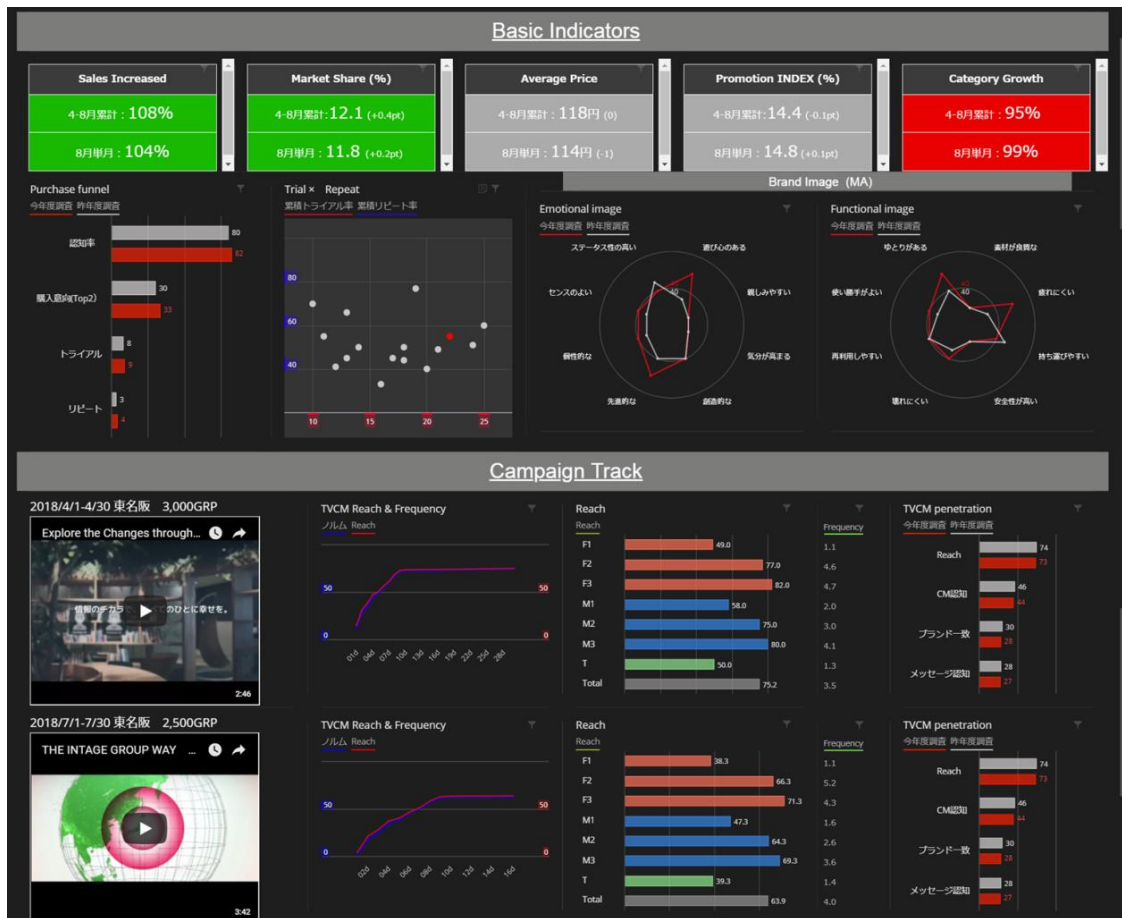 Basic Indicators
Sales Increased
4-8月累計：108%
8月単月：104%
Market Share (%)
4-8月累計:12.1 (+0.4pt)
8月単月：11.8 (+0.2pt)
Average Price
4-8月累計：118円 (0)
8月単月：114円 (-1)
Promotion INDEX (%)
4-8月累計:14.4 (-0.1pt)
8月単月：14.8 (+0.1pt)
Category Growth
4-8月累計：95%
8月単月：99%
Purchase funnel
今年度調査 昨年度調査
認知率
80
82
購入意向(Top2)
30
33
トライアル
8
9
リピート
3
4
Trial× Repeat
累積トライアル率 累積リピート率
80
60
40
10 15 20 25
Brand Image (MA)
Emotional image
今年度調査 昨年度調査
ステータス性の高い
遊び心のある
センスのよい
親しみやすい
個性的な
気分が高まる
先進的な
創造的な
40
Functional image
今年度調査 昨年度調査
ゆとりがある
素材が良質な
使い勝手がよい
疲れにくい
再利用しやすい
持ち運びやすい
壊れにくい
安全性が高い
40
Campaign Track
2018/4/1-4/30 東名阪 3,000GRP
Explore the Changes through...
2:46
TVCM Reach & Frequency
ノルム Reach
50 50
0 0
01d 04d 07d 10d 13d 16d 19d 22d 25d 28d
Reach
Reach
Frequency
F1 49.0 1.1
F2 77.0 4.6
F3 82.0 4.7
M1 58.0 2.0
M2 75.0 3.0
M3 80.0 4.1
T 50.0 1.3
Total 75.2 3.5
TVCM penetration
今年度調査 昨年度調査
Reach
74
73
CM認知
46
44
ブランド一致
30
28
メッセージ認知
28
27
2018/7/1-7/30 東名阪 2,500GRP
THE INTAGE GROUP WAY ...
3:42
TVCM Reach & Frequency
ノルム Reach
50 50
0 0
02d 04d 06d 08d 10d 12d 14d 16d
Reach
Reach
Frequency
F1 38.3 1.1
F2 66.3 5.2
F3 71.3 4.3
M1 47.3 1.6
M2 64.3 2.6
M3 69.3 3.6
T 39.3 1.4
Total 63.9 4.0
TVCM penetration
今年度調査 昨年度調査
Reach
74
73
CM認知
46
44
ブランド一致
30
28
メッセージ認知
28
27